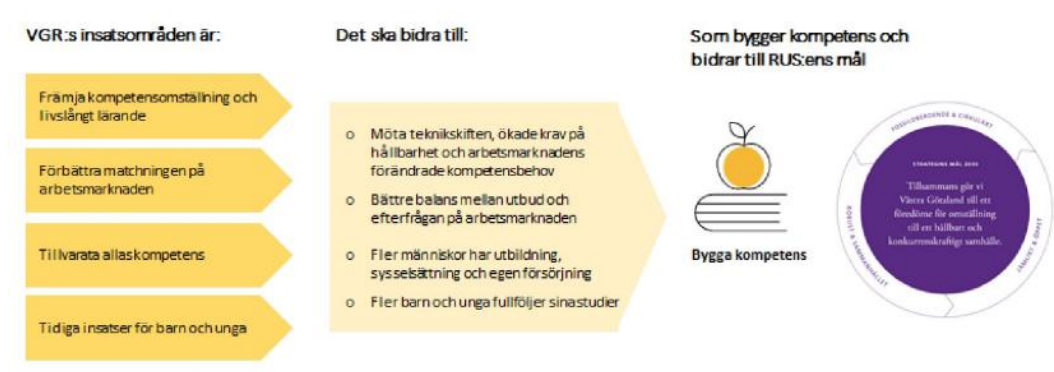 VGR:s insatsområden är:
Främja kompetensomställning och
livslångt lärande
Förbättra matchningen på
arbetsmarknaden
Tillvarata allas kompetens
Tidiga insatser för barn och unga
Det ska bidra till:
o Möta teknikskiften, ökade krav på
hållbarhet och arbetsmarknadens
förändrade kompetensbehov
o Bättre balans mellan utbud och
efterfrågan på arbetsmarknaden
o Fler människor har utbildning,
sysselsättning och egen försörjning
o Fler barn och unga fullföljer sina studier
Som bygger kompetens och
bidrar till RUS:ens mål
Bygga kompetens
FOSSILOBEROENDE & CIRKULÄRT
STRATEGINS MÅL 2030
Tillsammans gör vi
Västra Götaland till ett
föredöme för omställning
till ett hållbart och
konkurrenskraftigt samhälle.
ROBUST & SAMMANHÅLLET
JÄMLIKT & ÖPPET